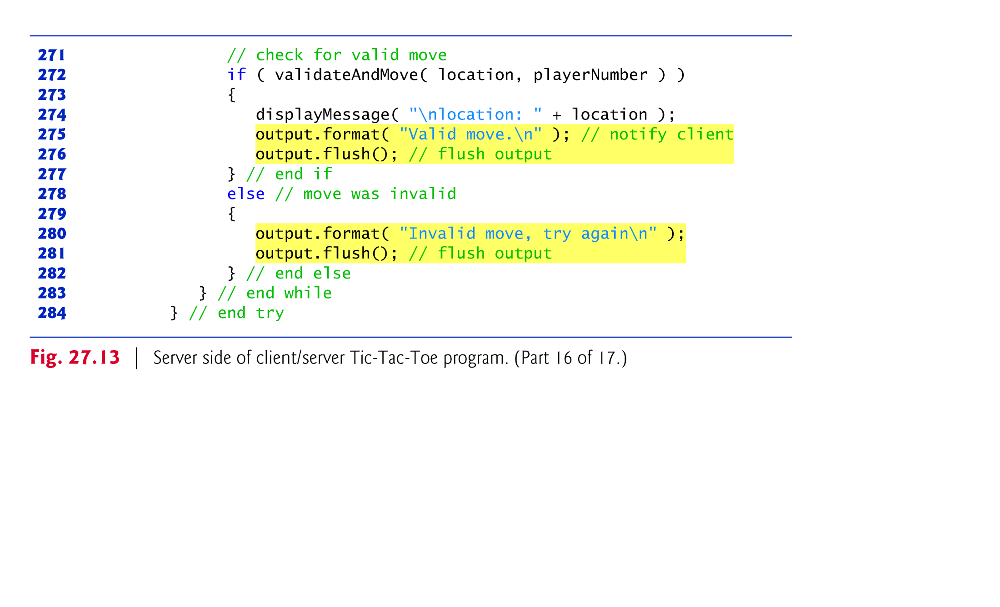 271 // check for valid move
272 if ( validateAndMove( location, playerNumber ) )
273 {
274 displayMessage( "\nlocation: " + location );
275 output.format( "Valid move.\n" ); // notify client
276 output.flush(); // flush output
277 } // end if
278 else // move was invalid
279 {
280 output.format( "Invalid move, try again\n" );
281 output.flush(); // flush output
282 } // end else
283 } // end while
284 } // end try
Fig. 27.13 | Server side of client/server Tic-Tac-Toe program. (Part 16 of 17.)